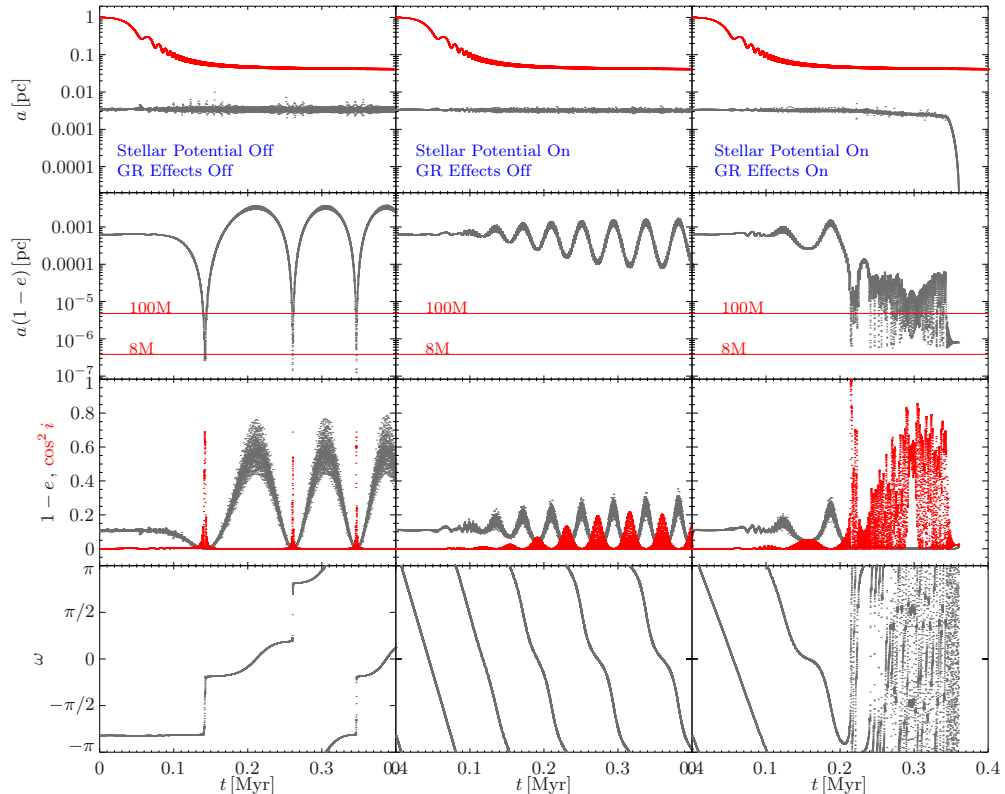 1
0.1
0.01
0.001
0.0001
a [pc]
Stellar Potential Off
GR Effects Off
Stellar Potential On
GR Effects Off
Stellar Potential On
GR Effects On
0.001
0.0001
10⁻⁵
10⁻⁶
10⁻⁷
a (1 − e) [pc]
100M
8M
100M
8M
100M
8M
1
0.8
0.6
0.4
0.2
0
1 − e , cos² i
π
π/2
0
−π/2
−π
ω
0 0.1 0.2 0.3 0.4
0 0.1 0.2 0.3 0.4
0 0.1 0.2 0.3 0.4
t [Myr]
t [Myr]
t [Myr]